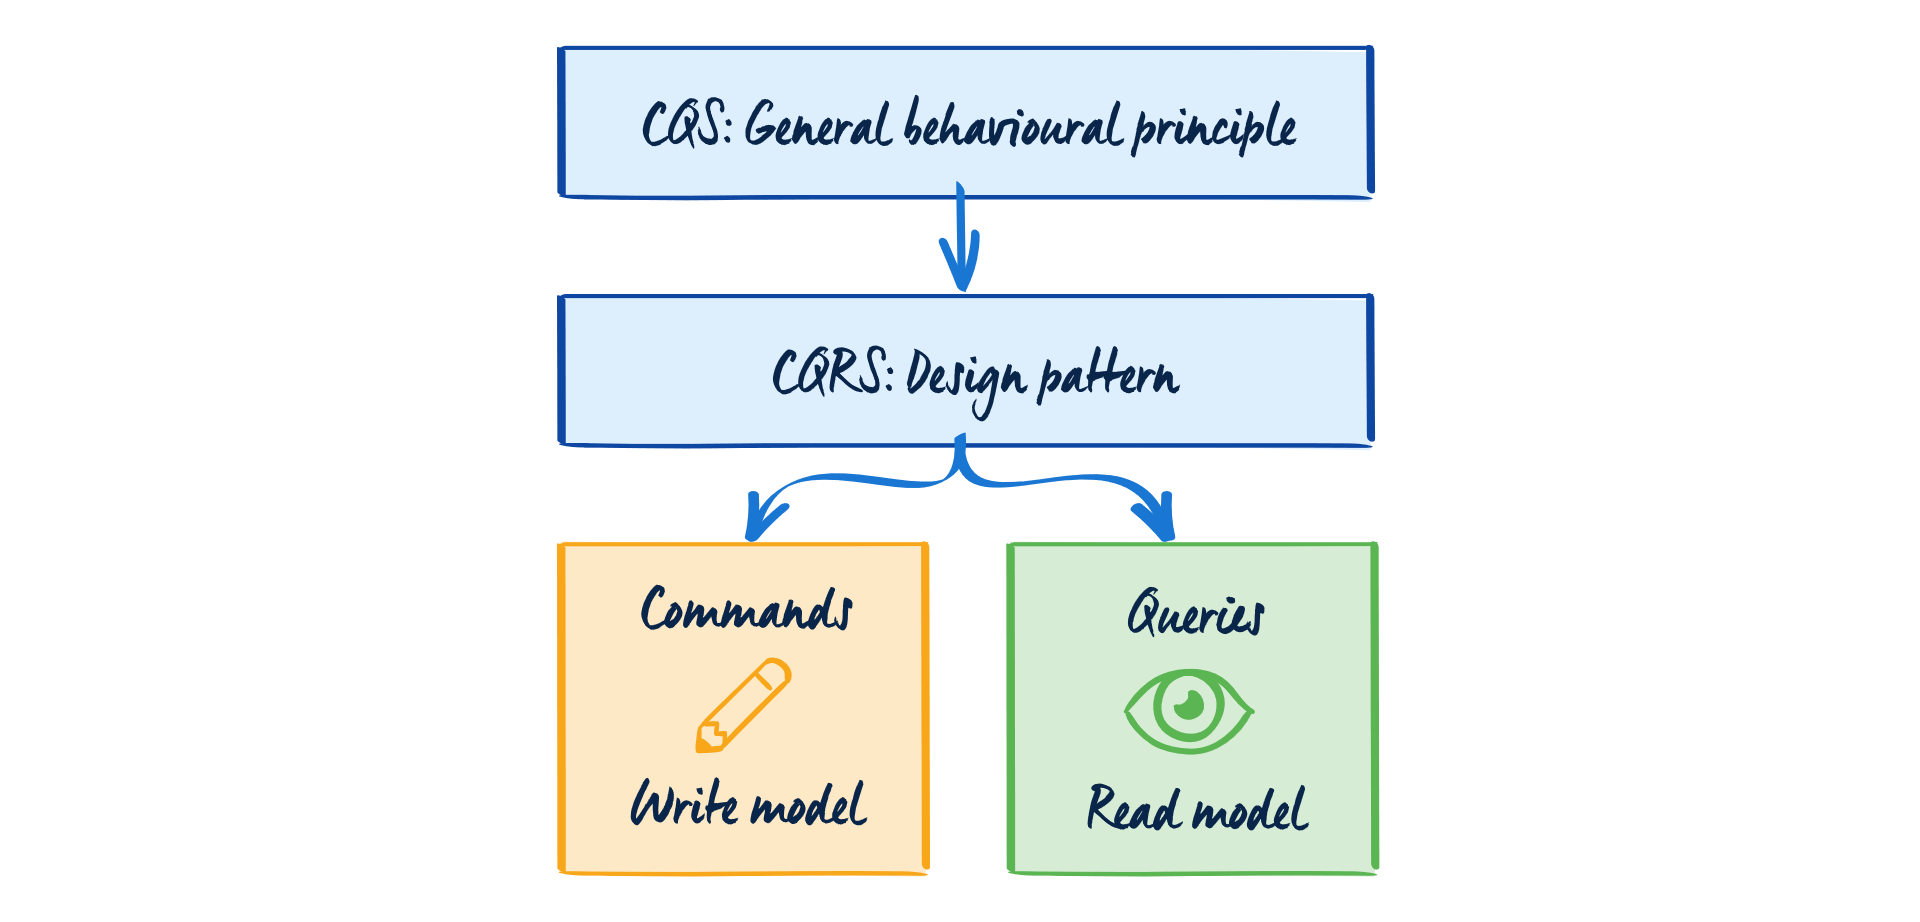 CQS: General behavioural principle
CQRS: Design pattern
Commands
Write model
Queries
Read model